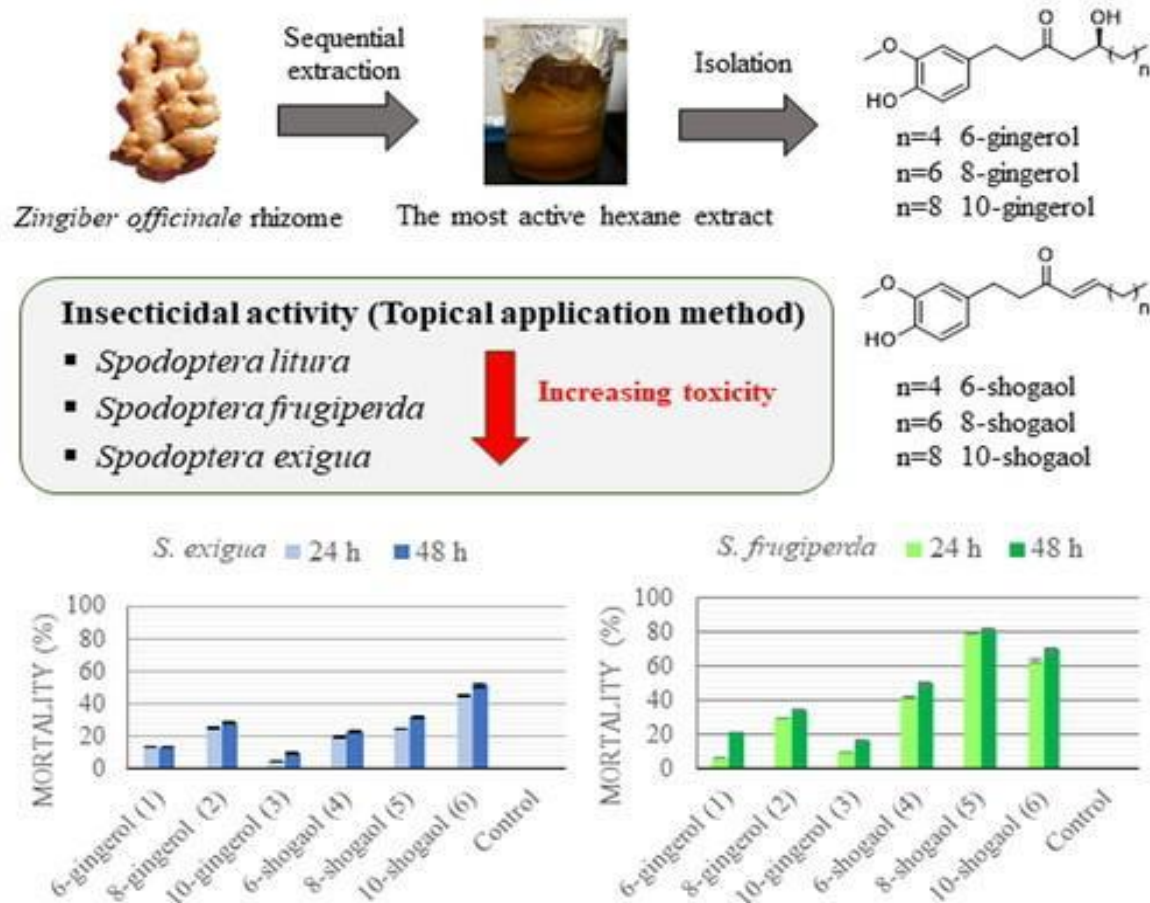 Sequential
extraction
Isolation
Zingiber officinale rhizome
The most active hexane extract
O
OH
O
HO
n
n=4 6-gingerol
n=6 8-gingerol
n=8 10-gingerol
O
O
HO
n
n=4 6-shogaol
n=6 8-shogaol
n=8 10-shogaol
Insecticidal activity (Topical application method)
▪ Spodoptera litura
▪ Spodoptera frugiperda
▪ Spodoptera exigua
Increasing toxicity
S. exigua 24 h 48 h
MORTALITY (%)
100
80
60
40
20
0
6-gingerol (1)
8-gingerol (2)
10-gingerol (3)
6-shogaol (4)
8-shogaol (5)
10-shogaol (6)
Control
S. frugiperda 24 h 48 h
MORTALITY (%)
100
80
60
40
20
0
6-gingerol (1)
8-gingerol (2)
10-gingerol (3)
6-shogaol (4)
8-shogaol (5)
10-shogaol (6)
Control